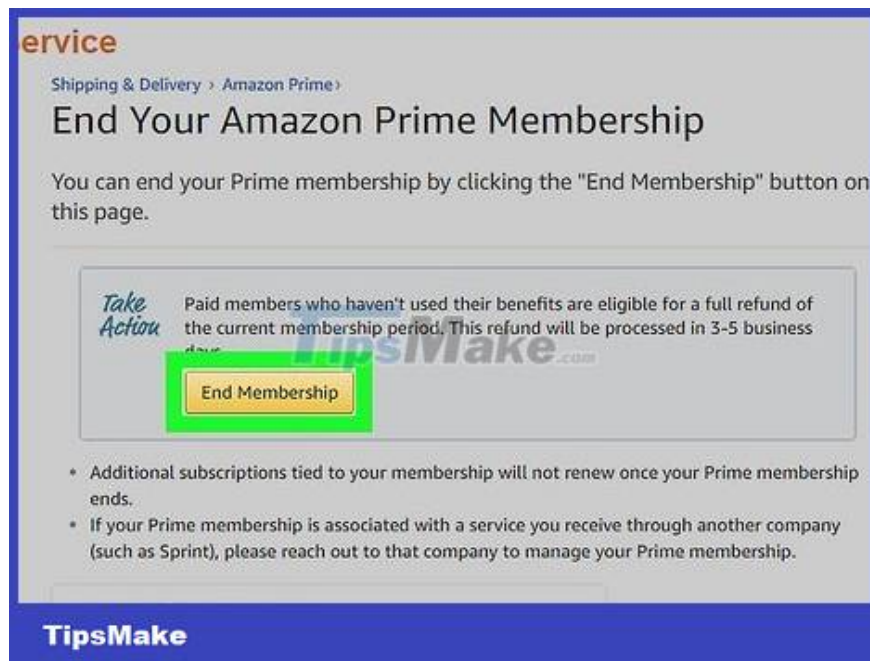 ervice
Shipping & Delivery › Amazon Prime›
End Your Amazon Prime Membership
You can end your Prime membership by clicking the "End Membership" button on
this page.
Take
Action
Paid members who haven't used their benefits are eligible for a full refund of
the current membership period. This refund will be processed in 3-5 business
days.
TipsMake.com
End Membership
• Additional subscriptions tied to your membership will not renew once your Prime membership
ends.
• If your Prime membership is associated with a service you receive through another company
(such as Sprint), please reach out to that company to manage your Prime membership.
TipsMake